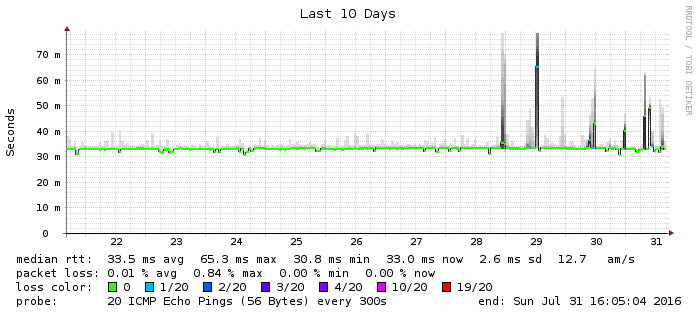 Last 10 Days
RRDTOOL / TOBI OETIKER
Seconds
70 m
60 m
50 m
40 m
30 m
20 m
10 m
0
22 23 24 25 26 27 28 29 30 31
median rtt: 33.5 ms avg 65.3 ms max 30.8 ms min 33.0 ms now 2.6 ms sd 12.7 am/s
packet loss: 0.01 % avg 0.84 % max 0.00 % min 0.00 % now
loss color: 0 1/20 2/20 3/20 4/20 10/20 19/20
probe: 20 ICMP Echo Pings (56 Bytes) every 300s end: Sun Jul 31 16:05:04 2016